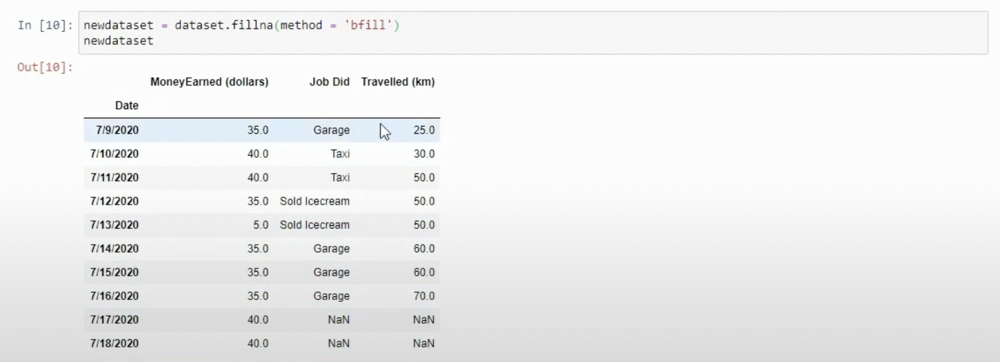 In [10]: newdataset = dataset.fillna(method = 'bfill')
newdataset
Out[10]:
MoneyEarned (dollars) Job Did Travelled (km)
Date
7/9/2020 35.0 Garage 25.0
7/10/2020 40.0 Taxi 30.0
7/11/2020 40.0 Taxi 50.0
7/12/2020 35.0 Sold Icecream 50.0
7/13/2020 5.0 Sold Icecream 50.0
7/14/2020 35.0 Garage 60.0
7/15/2020 35.0 Garage 60.0
7/16/2020 35.0 Garage 70.0
7/17/2020 40.0 NaN NaN
7/18/2020 40.0 NaN NaN